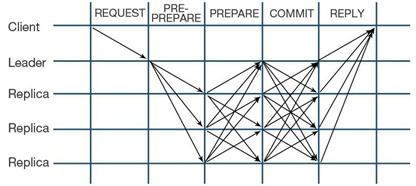 REQUEST
PRE-
PREPARE
PREPARE
COMMIT
REPLY
Client
Leader
Replica
Replica
Replica